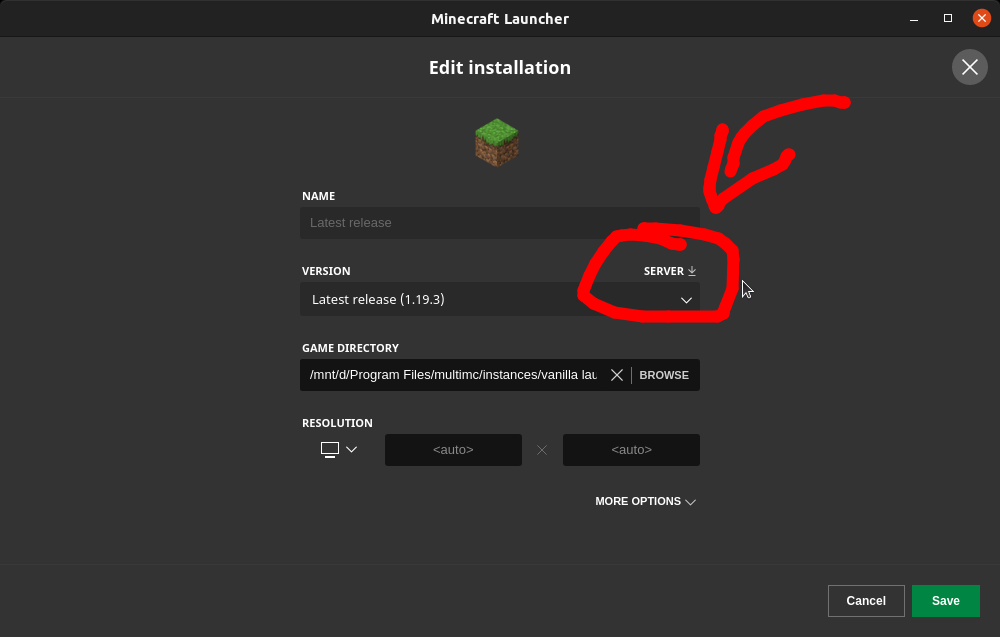 Minecraft Launcher
Edit installation
NAME
Latest release
VERSION
SERVER
Latest release (1.19.3)
GAME DIRECTORY
/mnt/d/Program Files/multimc/instances/vanilla lau
BROWSE
RESOLUTION
<auto>
<auto>
MORE OPTIONS
Cancel
Save